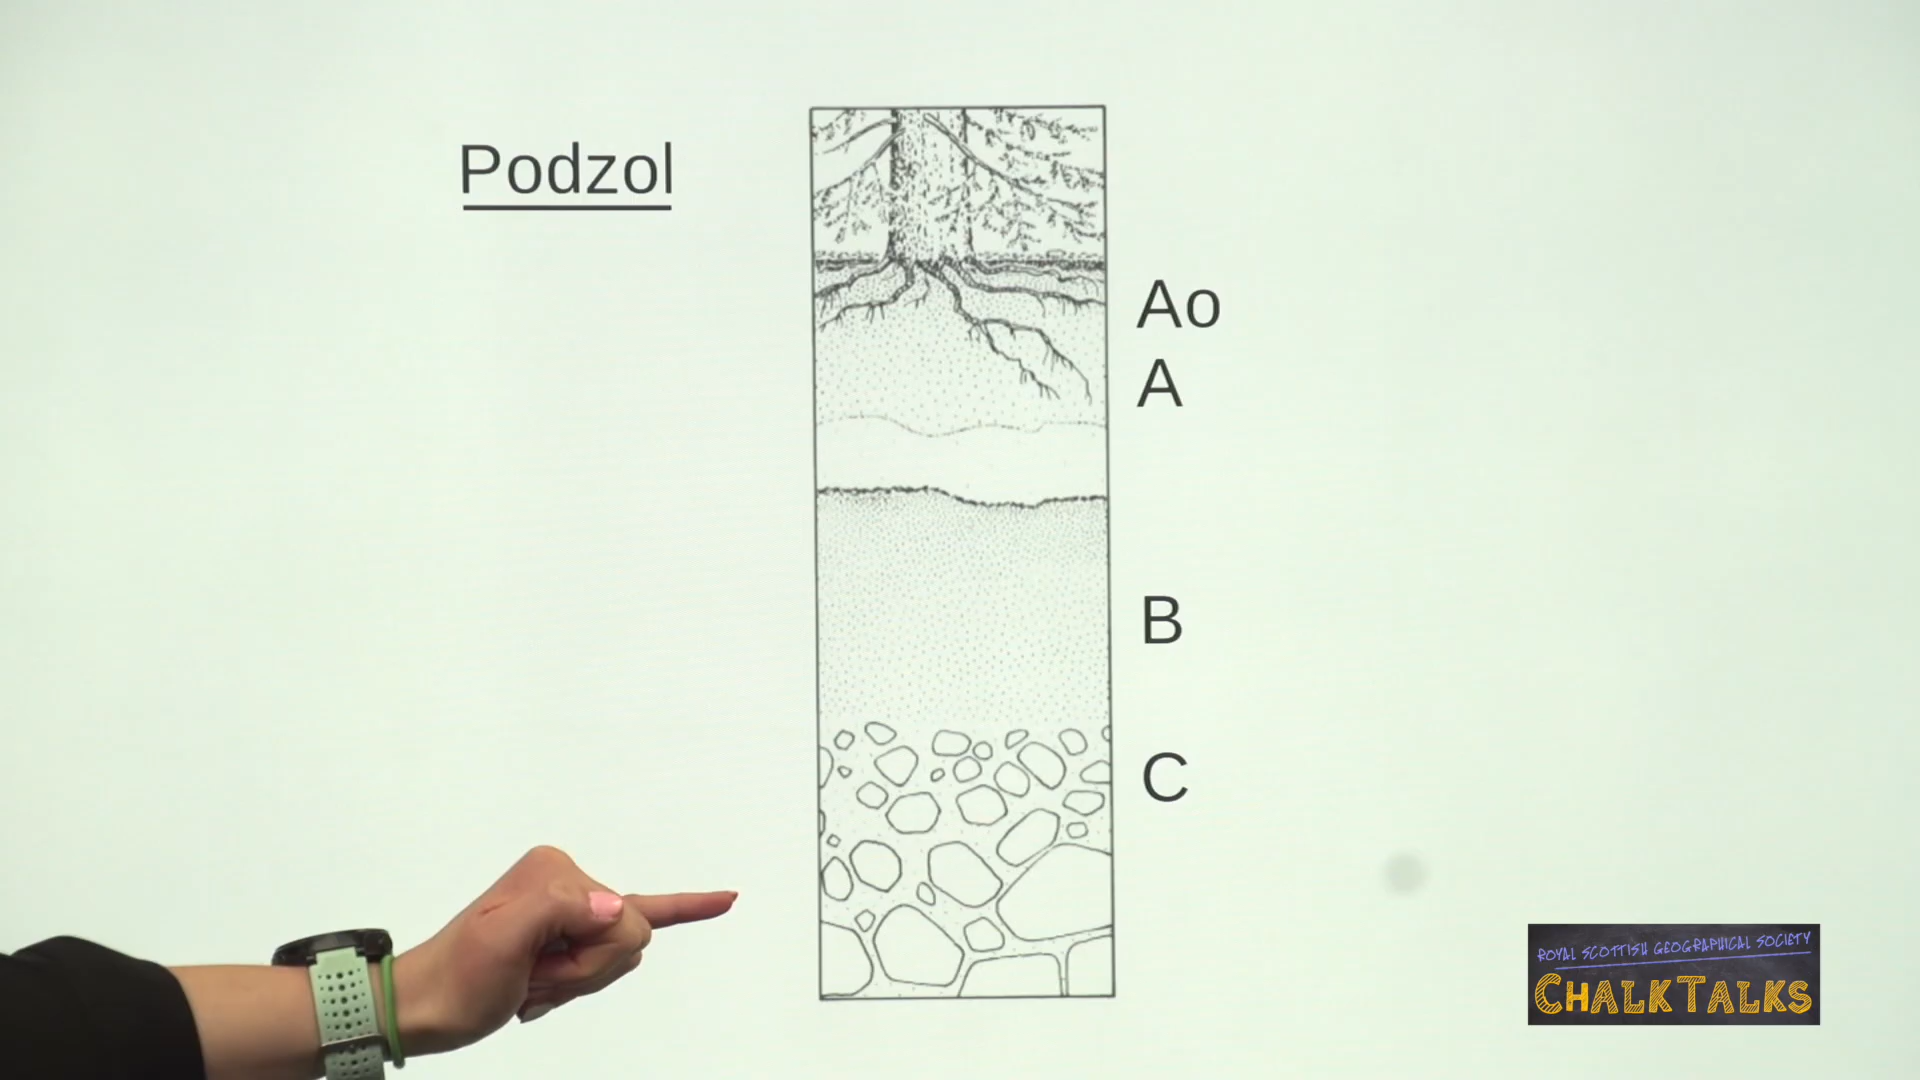 Podzol
Ao
A
B
C
ROYAL SCOTTISH GEOGRAPHICAL SOCIETY
CHALKTALKS